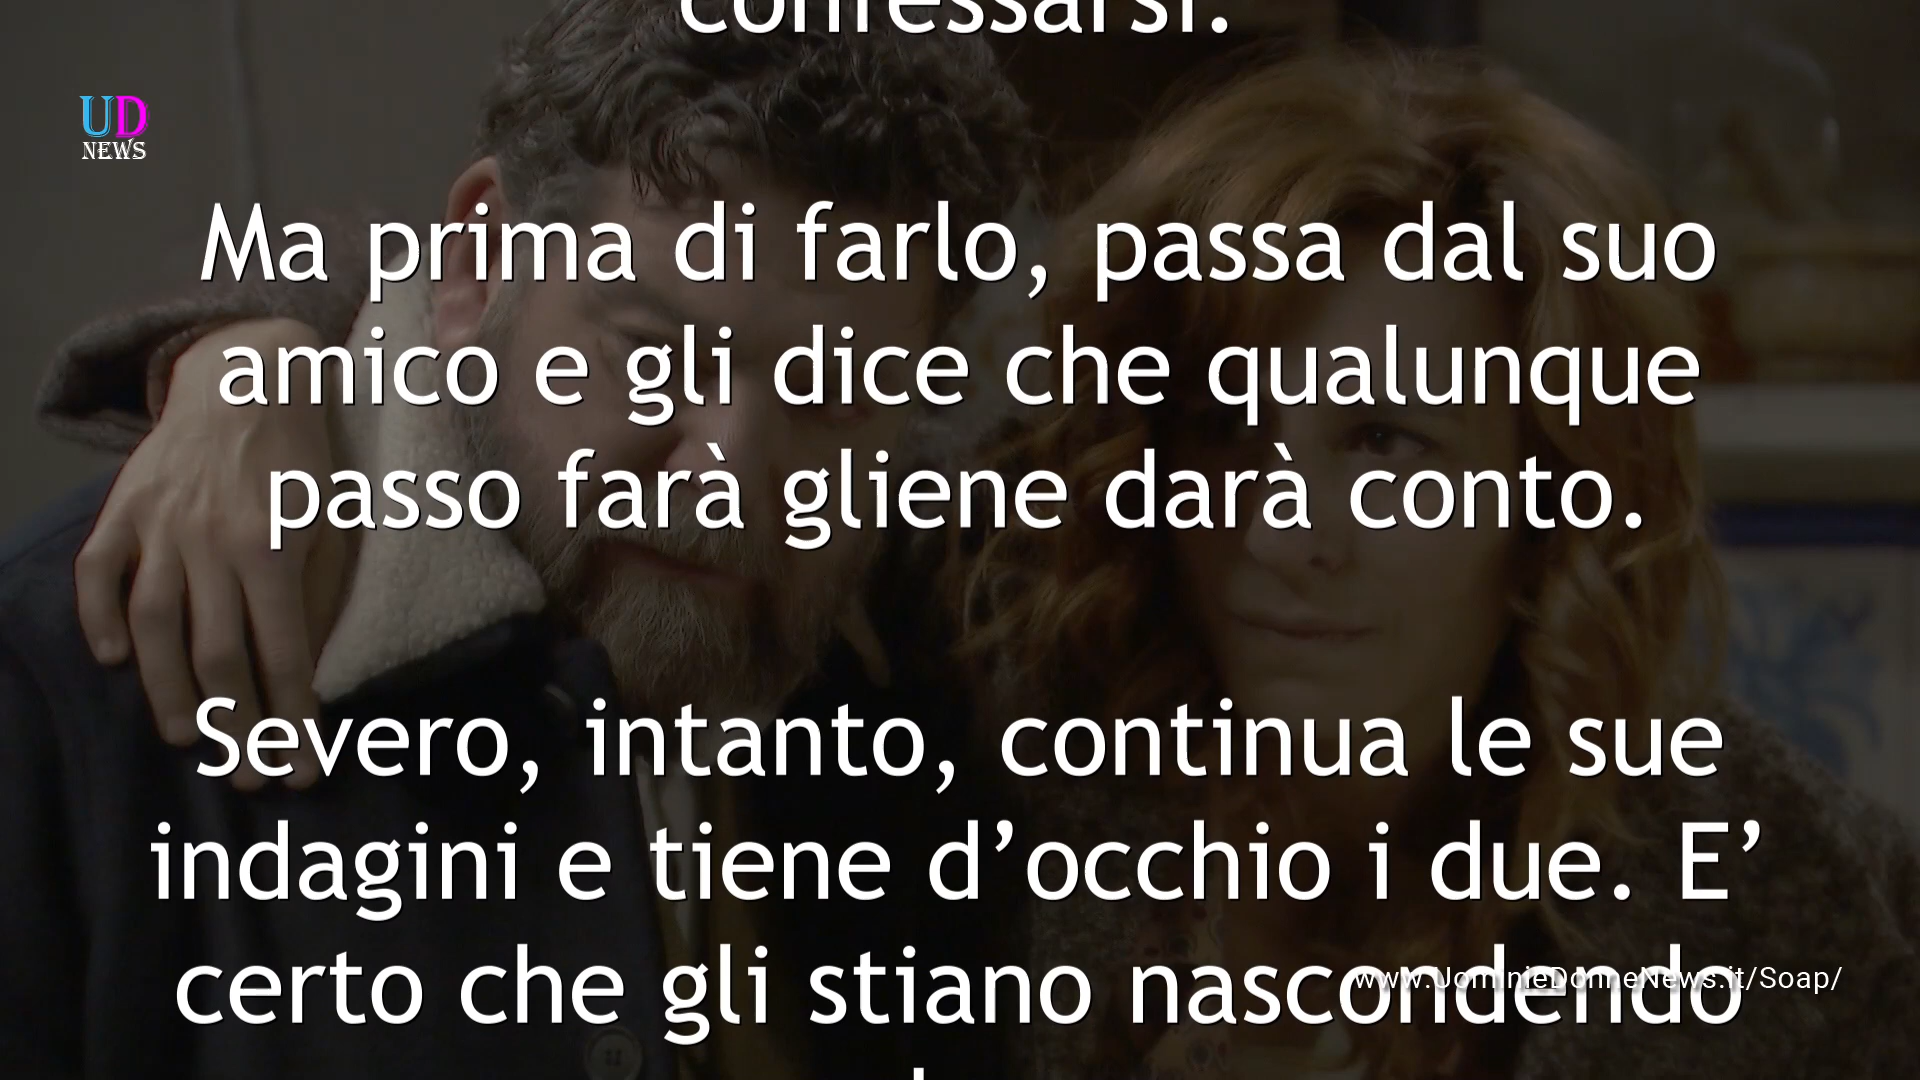 confessarsi.
UD
NEWS
Ma prima di farlo, passa dal suo
amico e gli dice che qualunque
passo farà gliene darà conto.
Severo, intanto, continua le sue
indagini e tiene d’occhio i due. E’
certo che gli stiano nascondendo
www.UominieDonneNews.it/Soap/